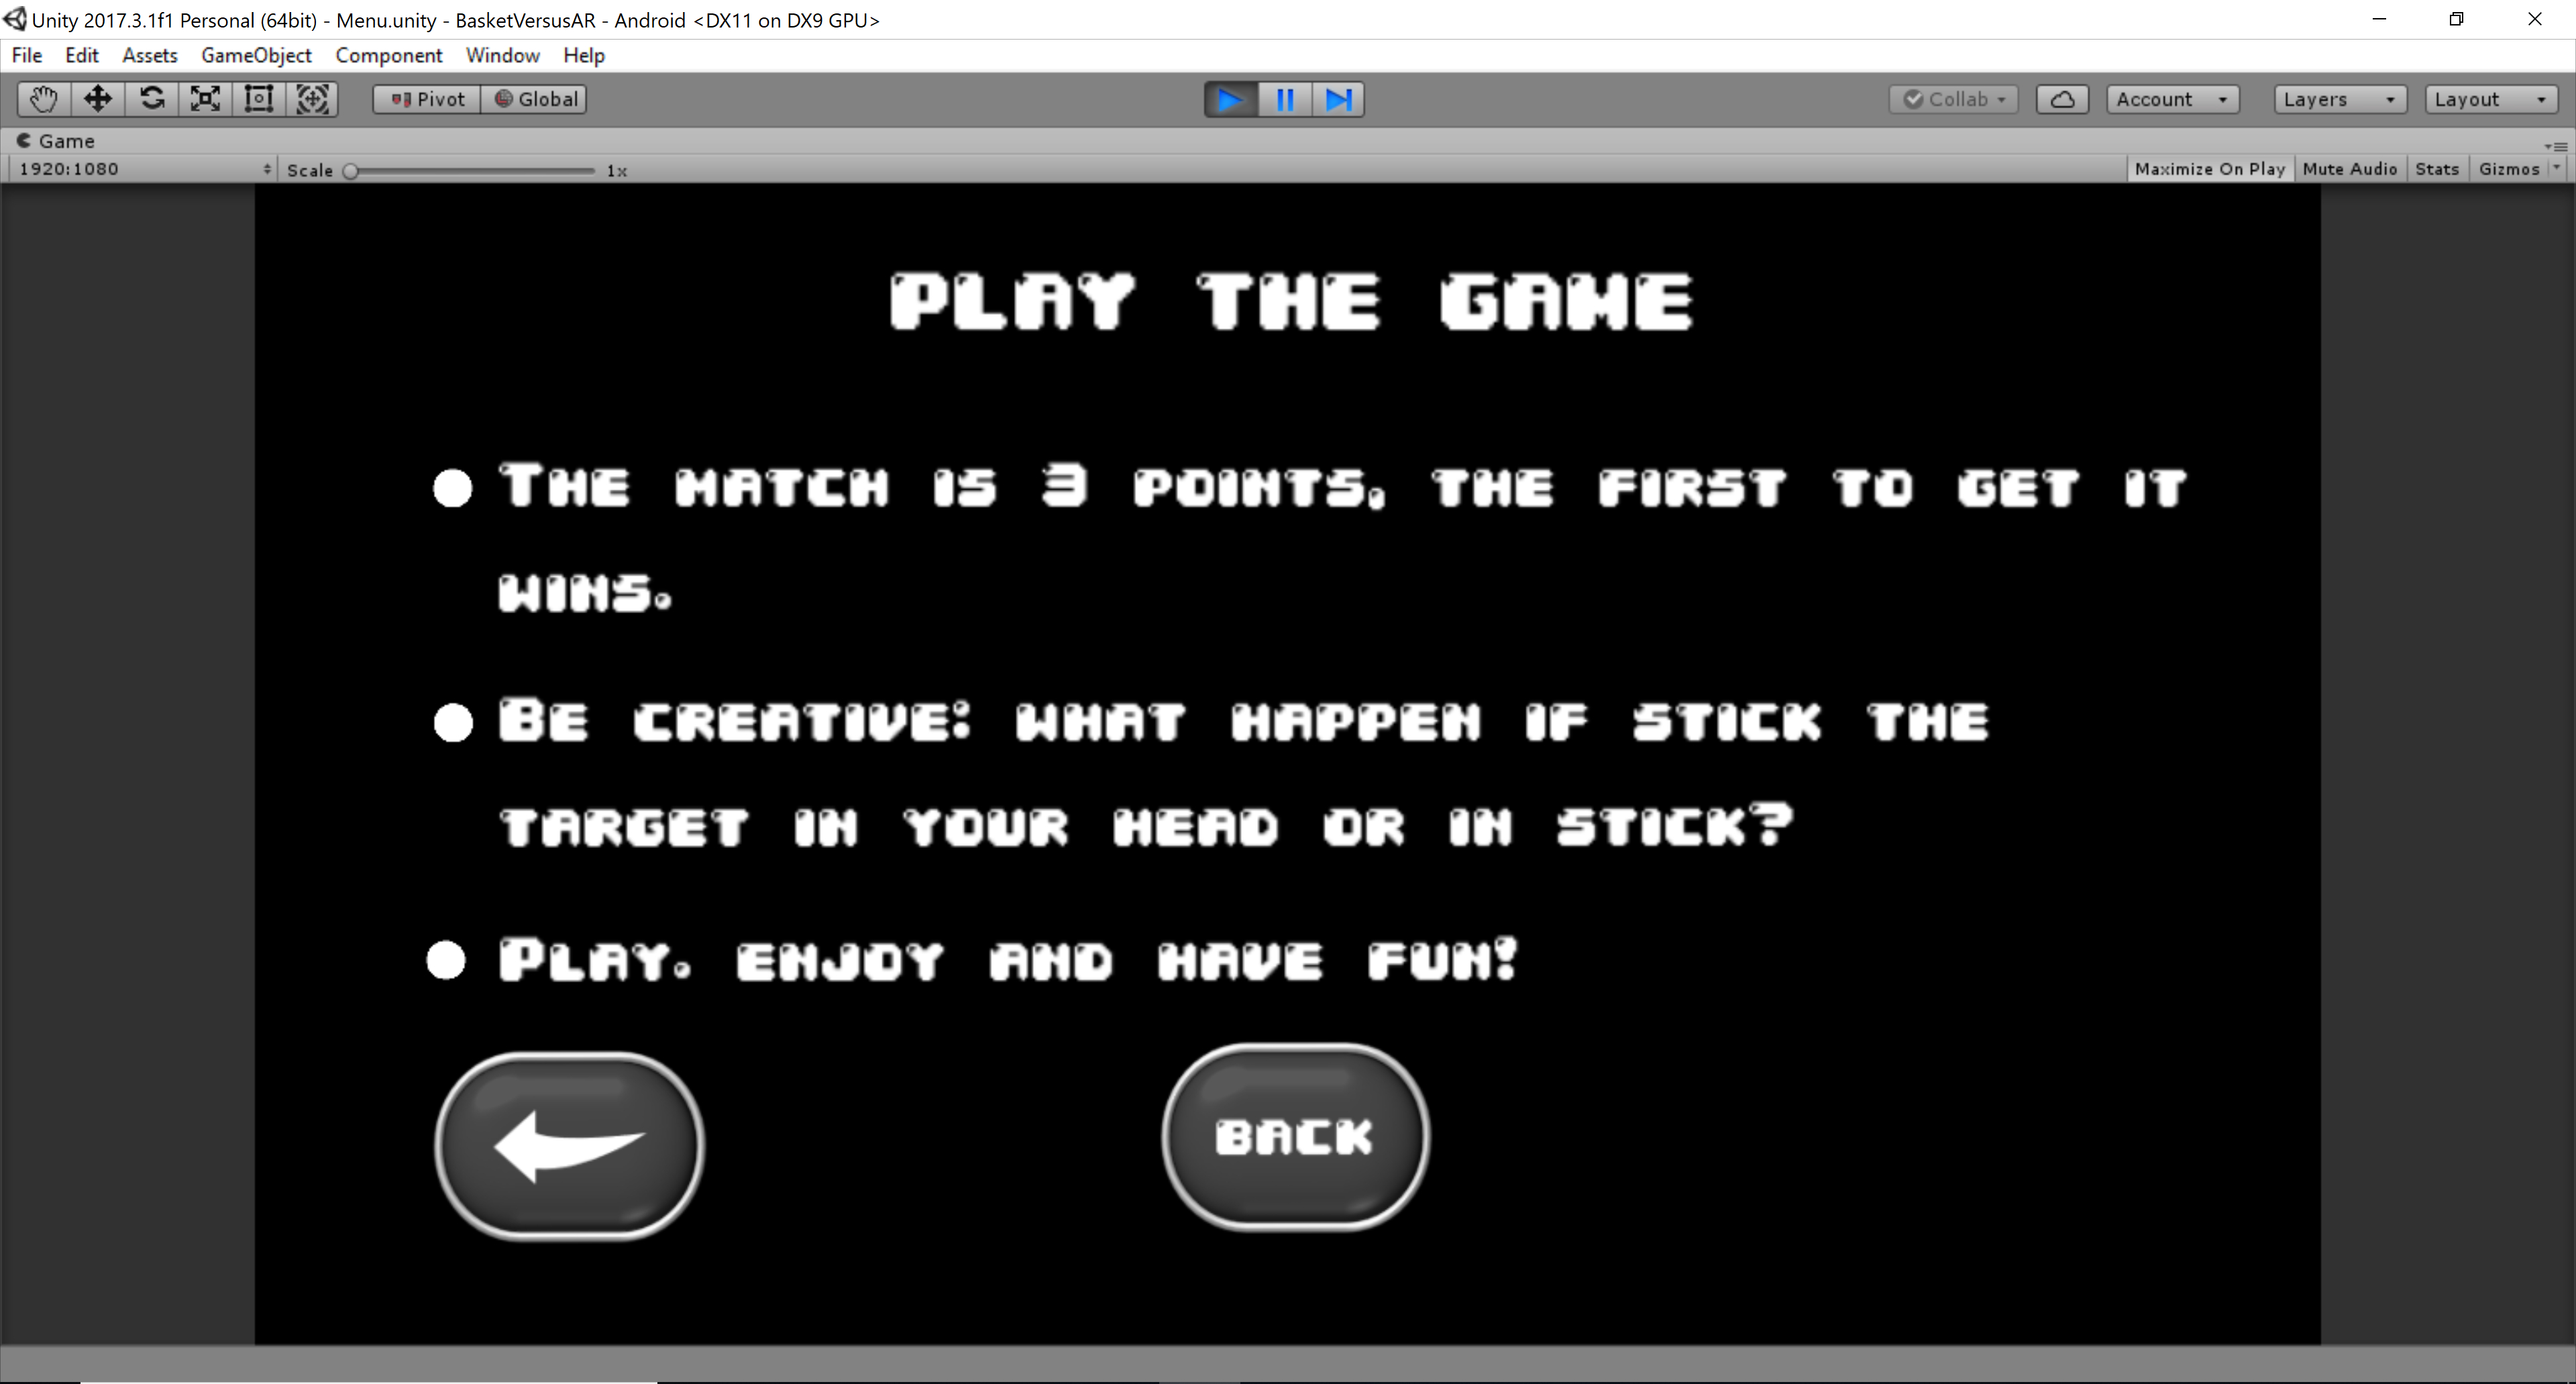 Unity 2017.3.1f1 Personal (64bit) - Menu.unity - BasketVersusAR - Android <DX11 on DX9 GPU>
File Edit Assets GameObject Component Window Help
Pivot Global Collab Account Layers Layout
Game
1920:1080 Scale 1x Maximize On Play Mute Audio Stats Gizmos
PLAY THE GAME
The match is 3 points, the first to get it
wins.
Be creative: what happen if stick the
target in your head or in stick?
Play. enjoy and have fun!
BACK